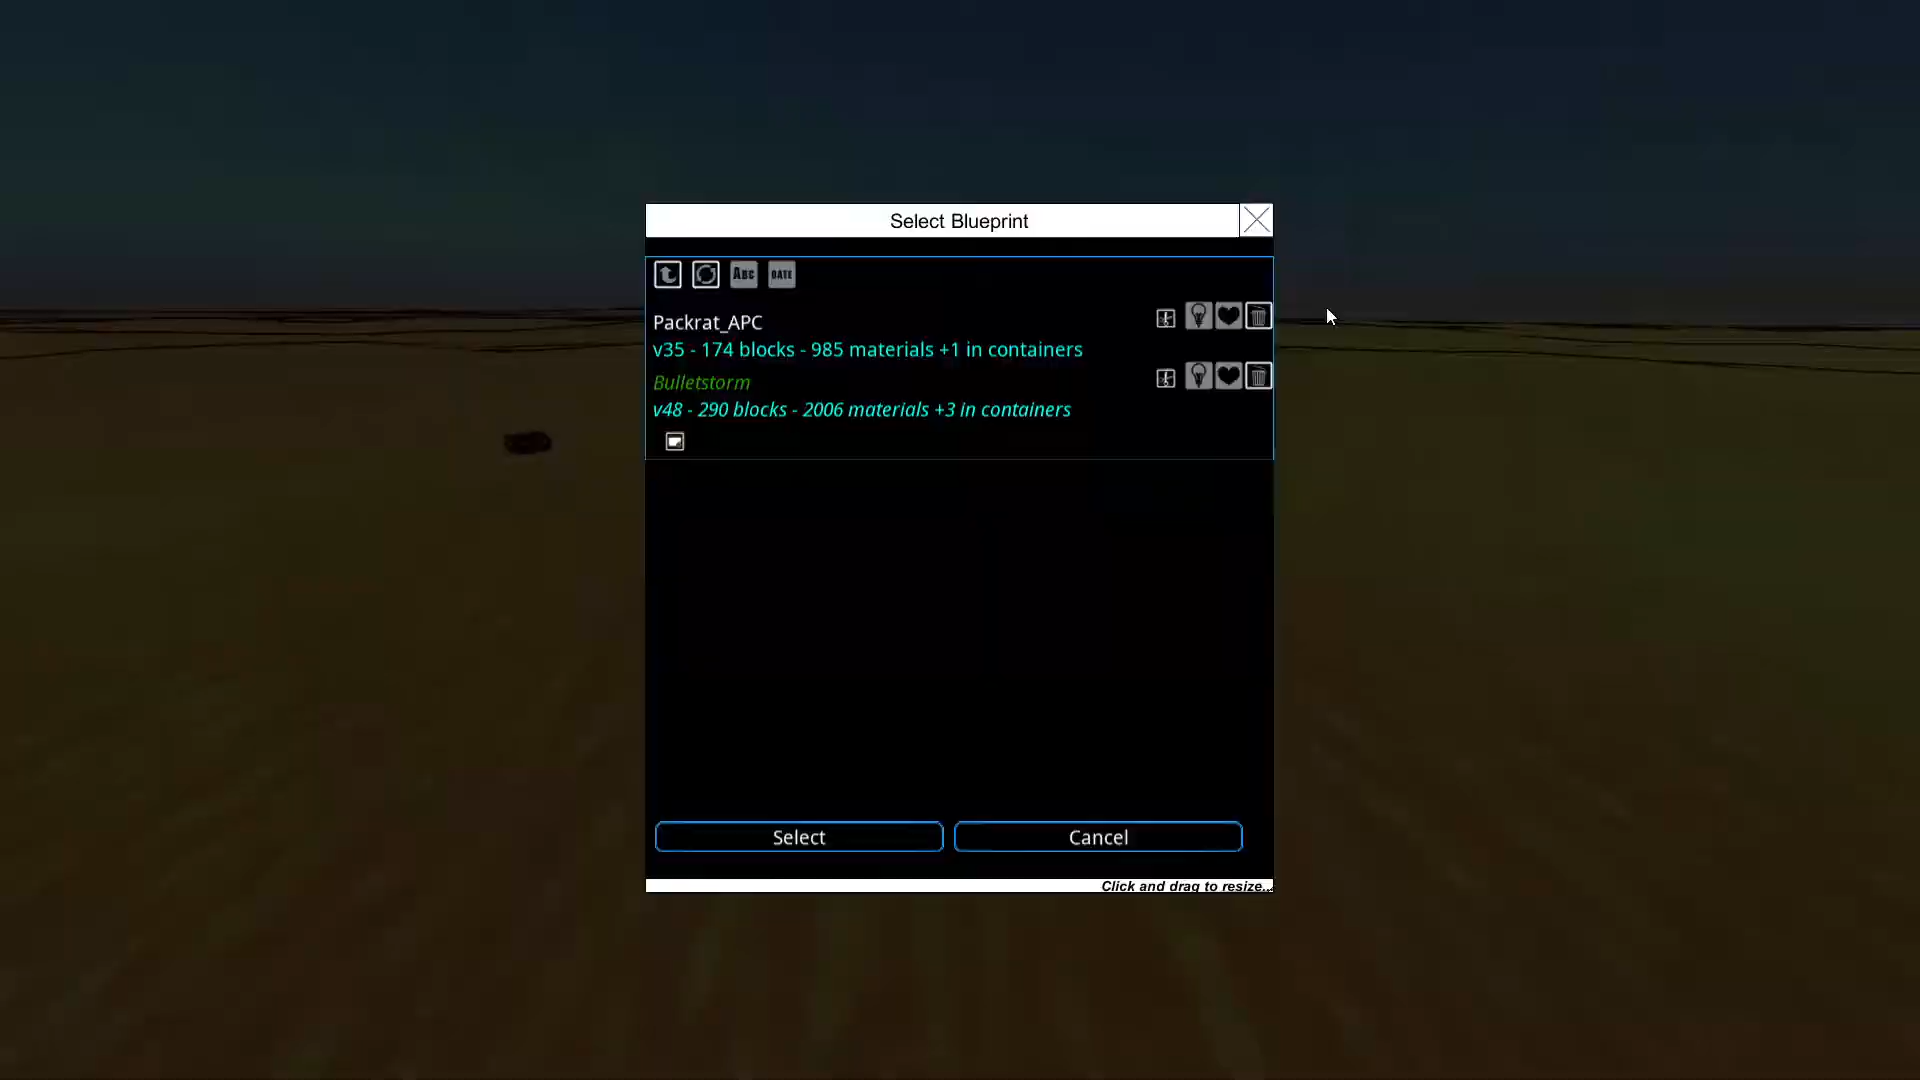 Select Blueprint
ABC DATE
Packrat_APC
v35 - 174 blocks - 985 materials +1 in containers
Bulletstorm
v48 - 290 blocks - 2006 materials +3 in containers
Select
Cancel
Click and drag to resize...